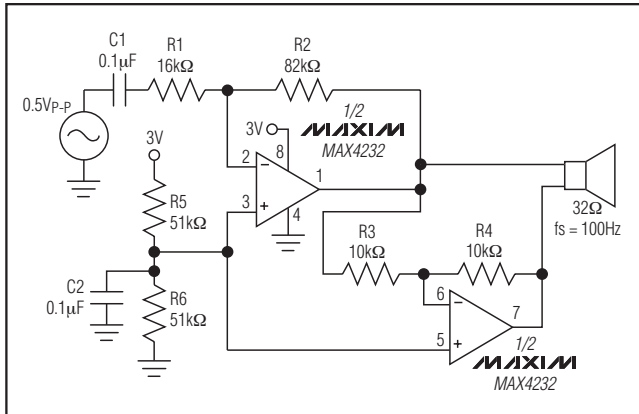 C1
0.1µF
R1
16kΩ
R2
82kΩ
0.5VP-P
1/2
MAXIM
MAX4232
3V
8
2
−
1
3
+
4
3V
R5
51kΩ
R3
10kΩ
R4
10kΩ
32Ω
fs = 100Hz
C2
0.1µF
R6
51kΩ
6
−
7
5
+
1/2
MAXIM
MAX4232